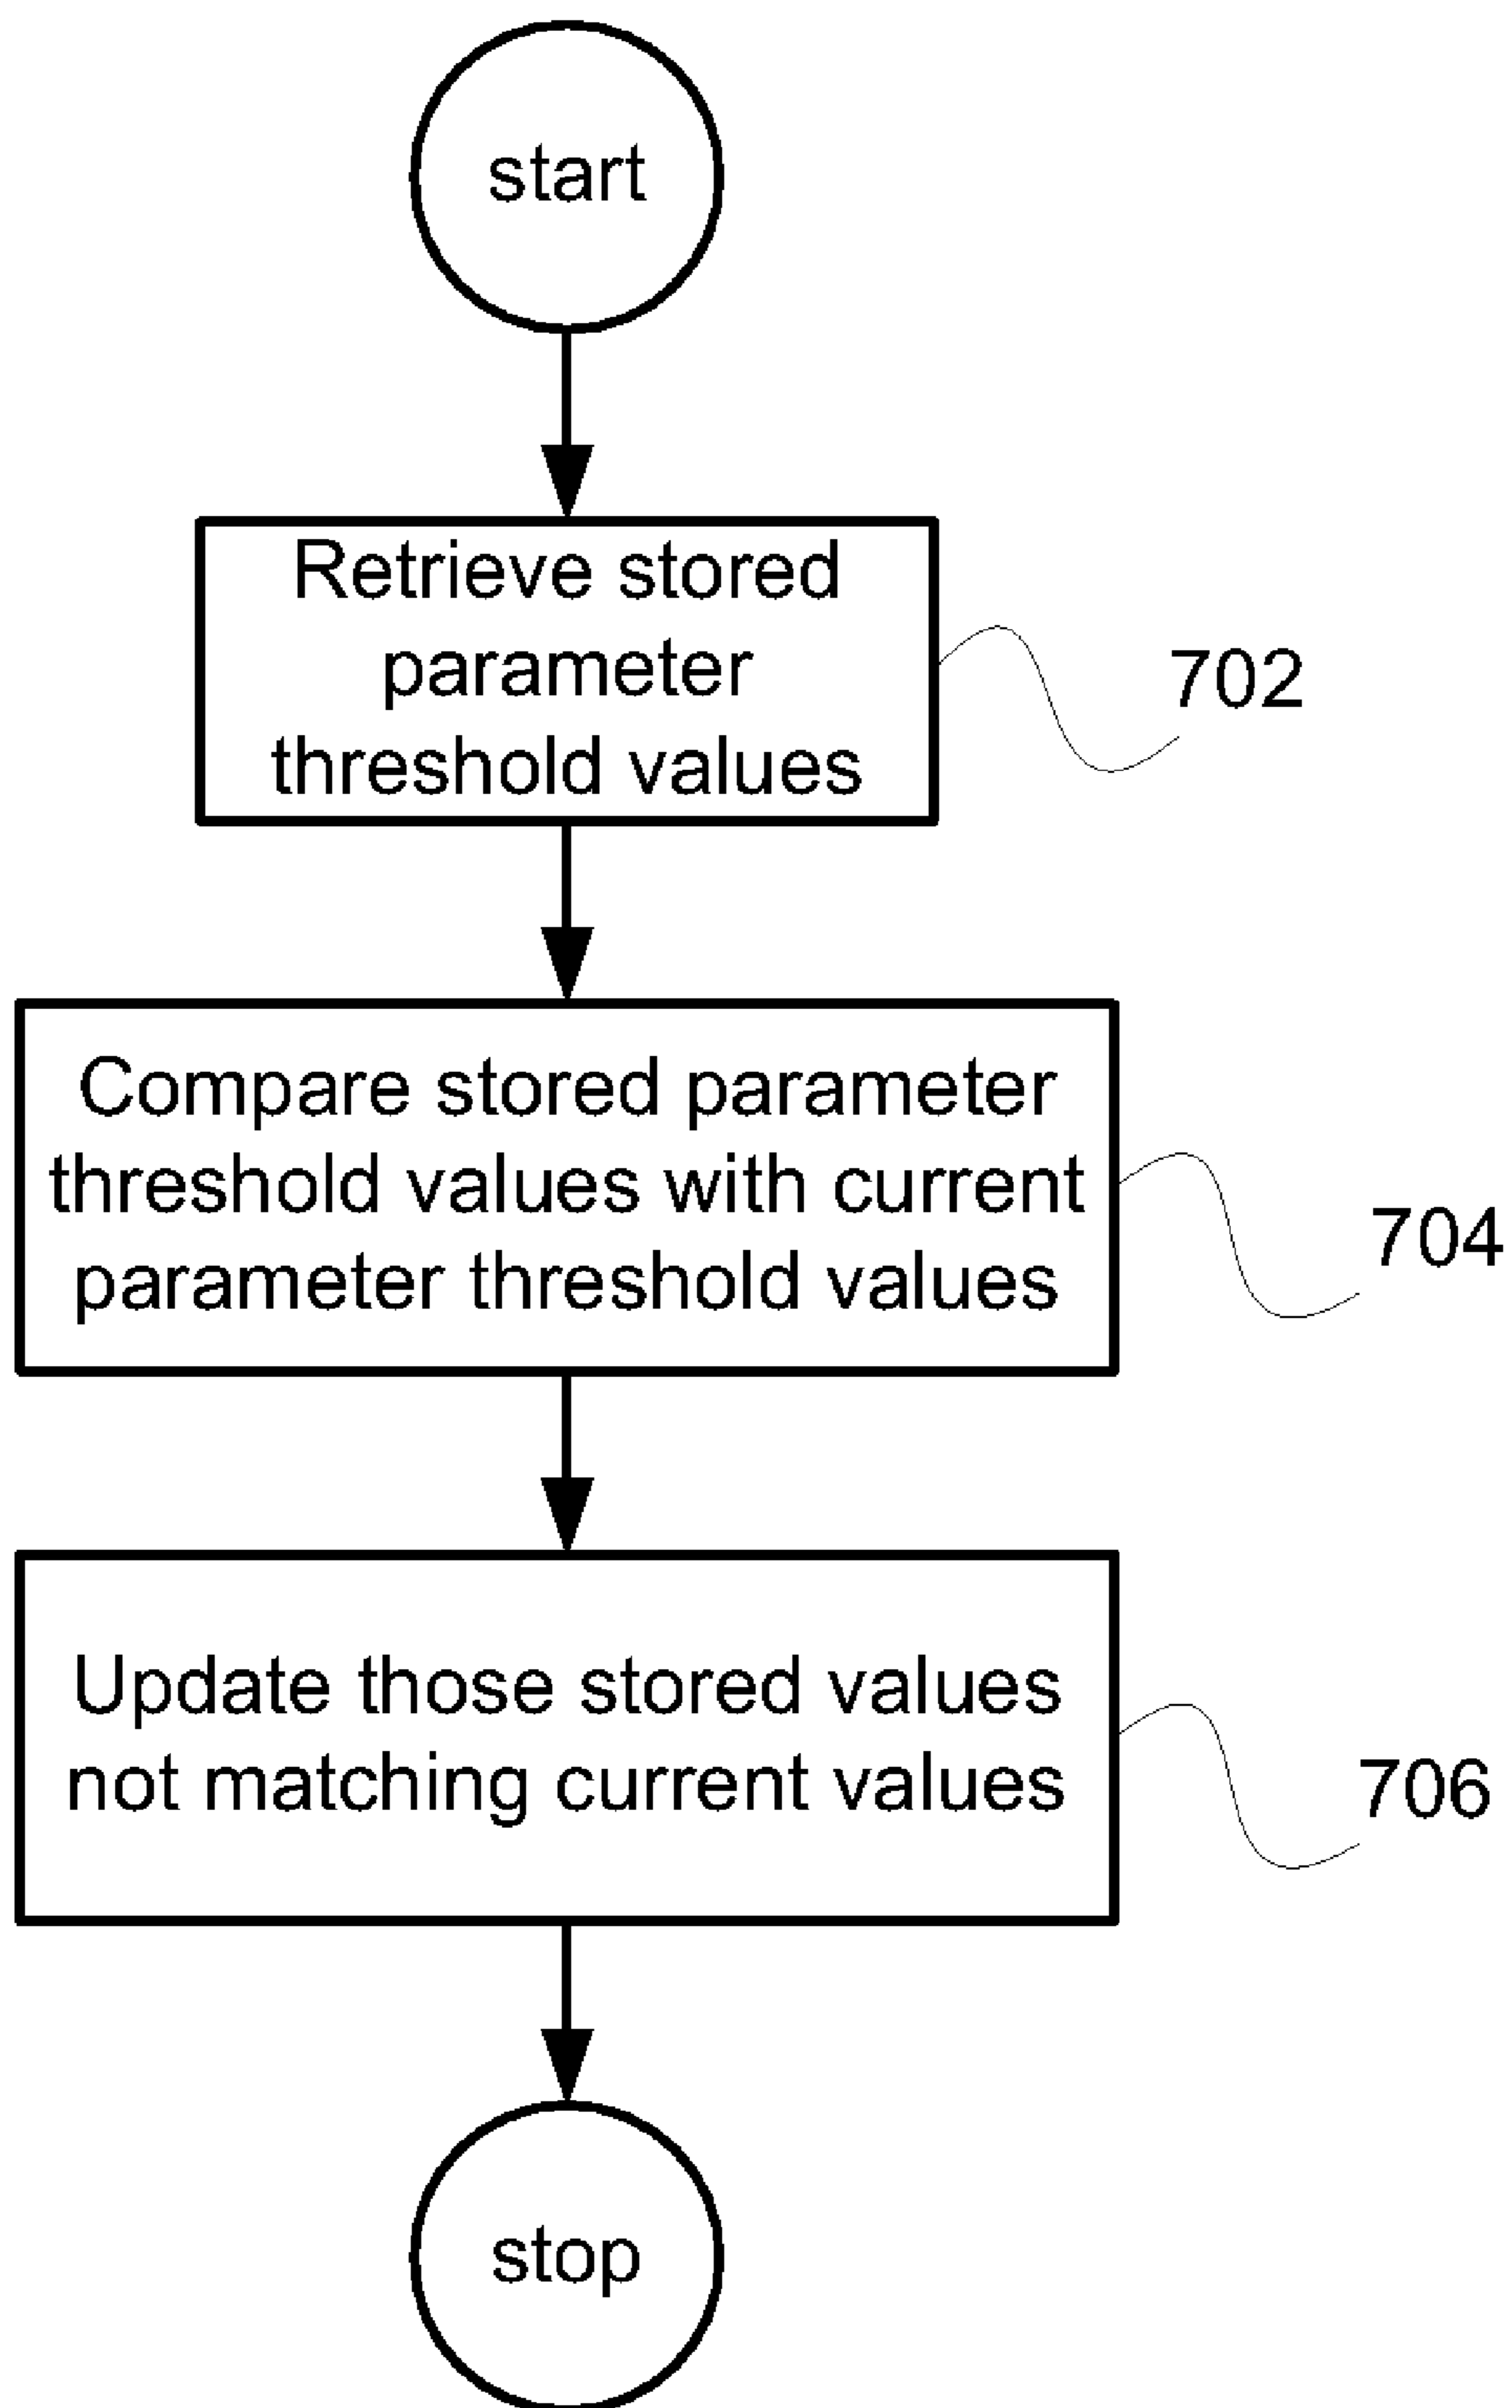 start
Retrieve stored
parameter
threshold values
702
Compare stored parameter
threshold values with current
parameter threshold values
704
Update those stored values
not matching current values
706
stop